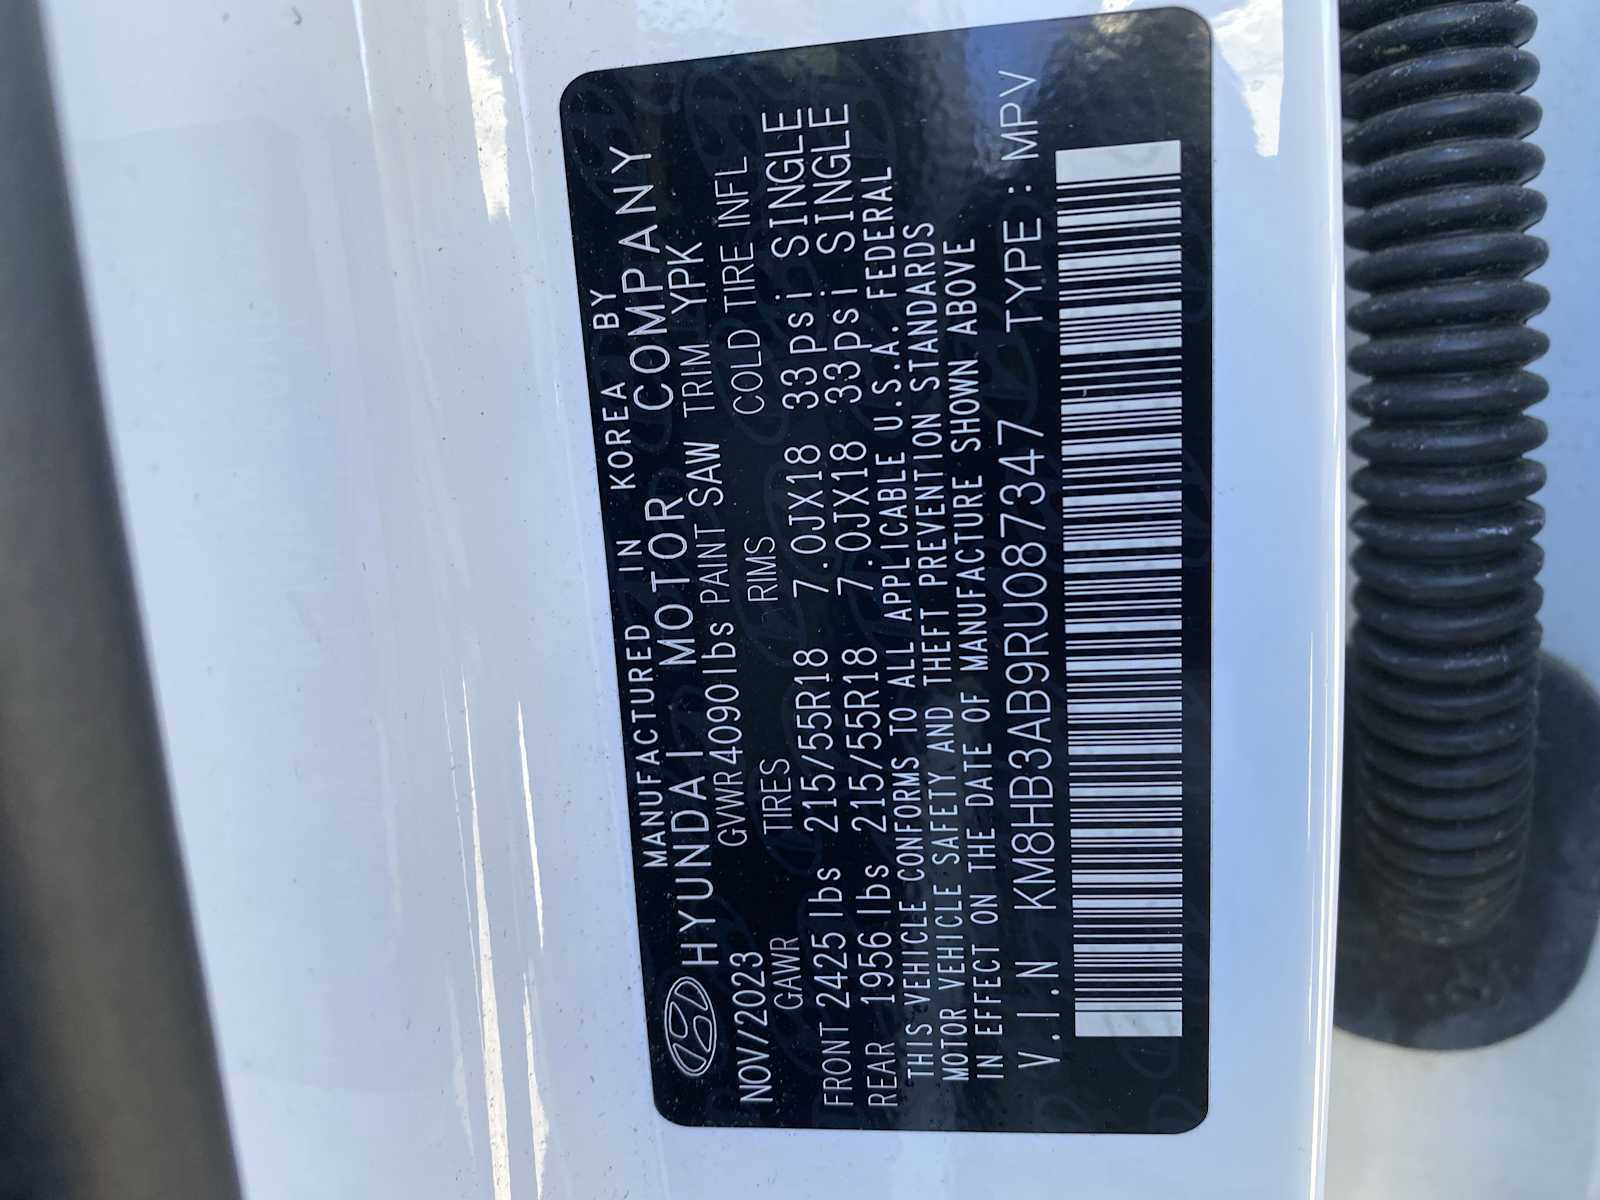 MANUFACTURED IN KOREA BY
HYUNDAI MOTOR COMPANY
NOV/2023 GVWR 4090 lbs PAINT SAW TRIM YPK
GAWR TIRES RIMS COLD TIRE INFL
FRONT 2425 lbs 215/55R18 7.0JX18 33 psi SINGLE
REAR 1956 lbs 215/55R18 7.0JX18 33 psi SINGLE
THIS VEHICLE CONFORMS TO ALL APPLICABLE U.S.A. FEDERAL
MOTOR VEHICLE SAFETY AND THEFT PREVENTION STANDARDS
IN EFFECT ON THE DATE OF MANUFACTURE SHOWN ABOVE
V.I.N KM8HB3AB9RU087347 TYPE: MPV